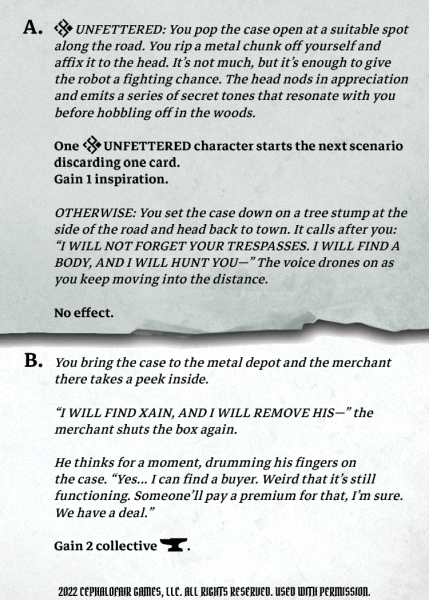 A. UNFETTERED: You pop the case open at a suitable spot
along the road. You rip a metal chunk off yourself and
affix it to the head. It's not much, but it's enough to give
the robot a fighting chance. The head nods in appreciation
and emits a series of secret tones that resonate with you
before hobbling off in the woods.
One UNFETTERED character starts the next scenario
discarding one card.
Gain 1 inspiration.
OTHERWISE: You set the case down on a tree stump at the
side of the road and head back to town. It calls after you:
“I WILL NOT FORGET YOUR TRESPASSES. I WILL FIND A
BODY, AND I WILL HUNT YOU—” The voice drones on as
you keep moving into the distance.
No effect.
B. You bring the case to the metal depot and the merchant
there takes a peek inside.
“I WILL FIND XAIN, AND I WILL REMOVE HIS—” the
merchant shuts the box again.
He thinks for a moment, drumming his fingers on
the case. “Yes... I can find a buyer. Weird that it's still
functioning. Someone'll pay a premium for that, I'm sure.
We have a deal.”
Gain 2 collective .
2022 CEPHALOFAIR GAMES, LLC. ALL RIGHTS RESERVED. USED WITH PERMISSION.